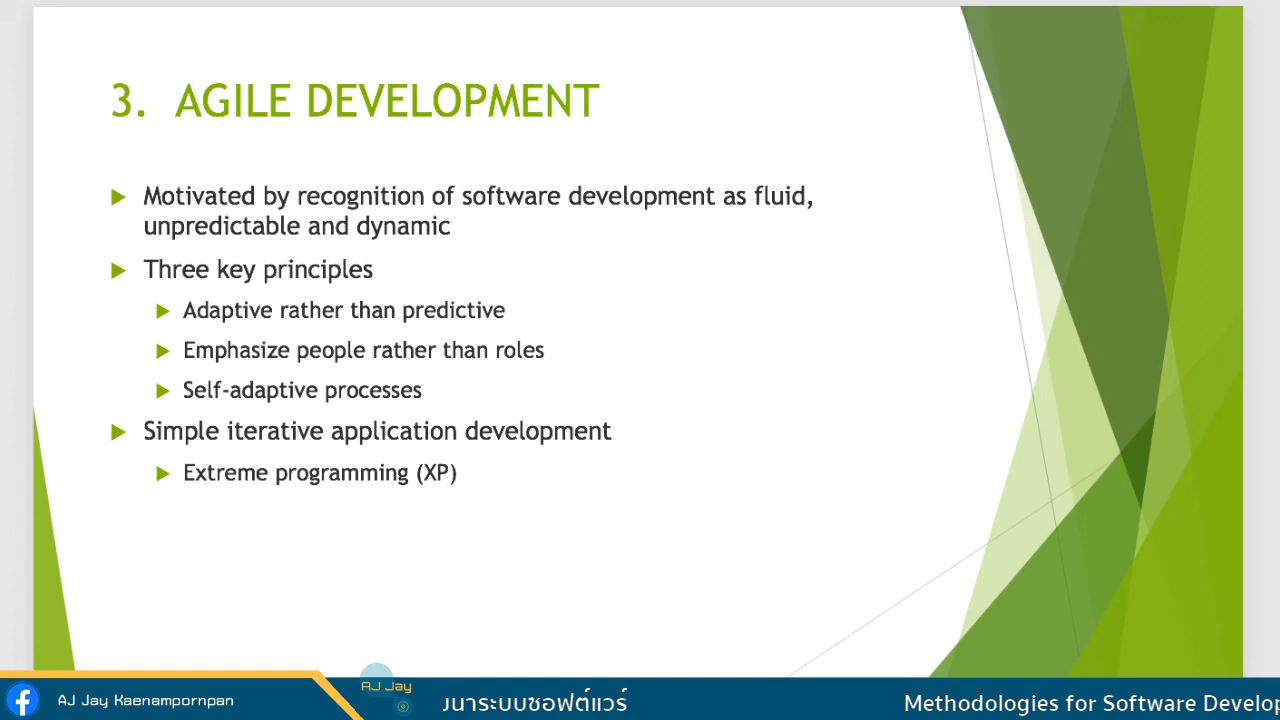 3. AGILE DEVELOPMENT
Motivated by recognition of software development as fluid,
unpredictable and dynamic
Three key principles
Adaptive rather than predictive
Emphasize people rather than roles
Self-adaptive processes
Simple iterative application development
Extreme programming (XP)
AJ Jay Kaenampornpan
AJ Jay
นาระบบซอฟต์แวร์
Methodologies for Software Develop